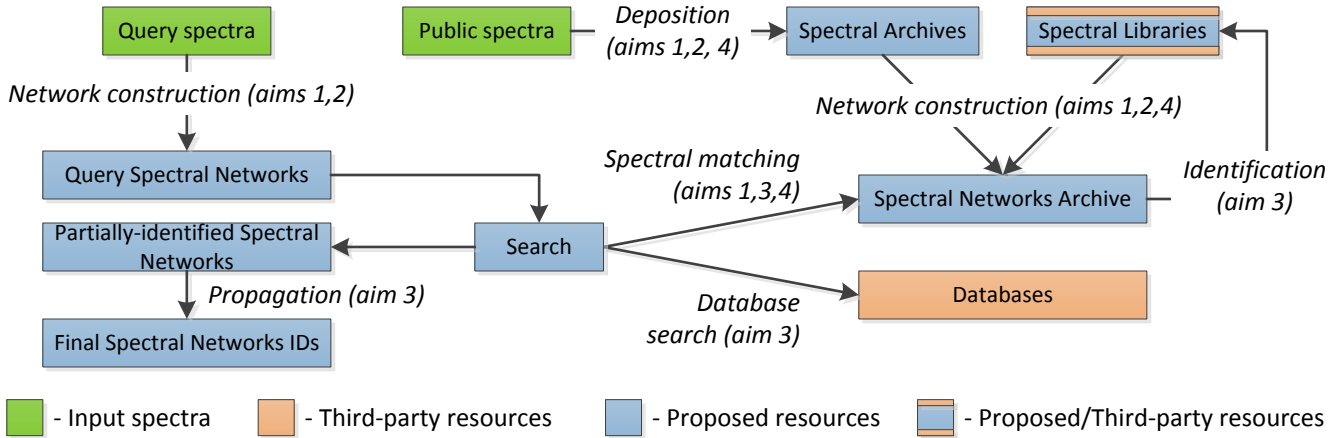 Query spectra
Public spectra
Deposition
(aims 1,2, 4)
Spectral Archives
Spectral Libraries
Network construction (aims 1,2)
Network construction (aims 1,2,4)
Query Spectral Networks
Spectral matching
(aims 1,3,4)
Spectral Networks Archive
Identification
(aim 3)
Partially-identified Spectral
Networks
Search
Propagation (aim 3)
Database
search (aim 3)
Databases
Final Spectral Networks IDs
- Input spectra
- Third-party resources
- Proposed resources
- Proposed/Third-party resources